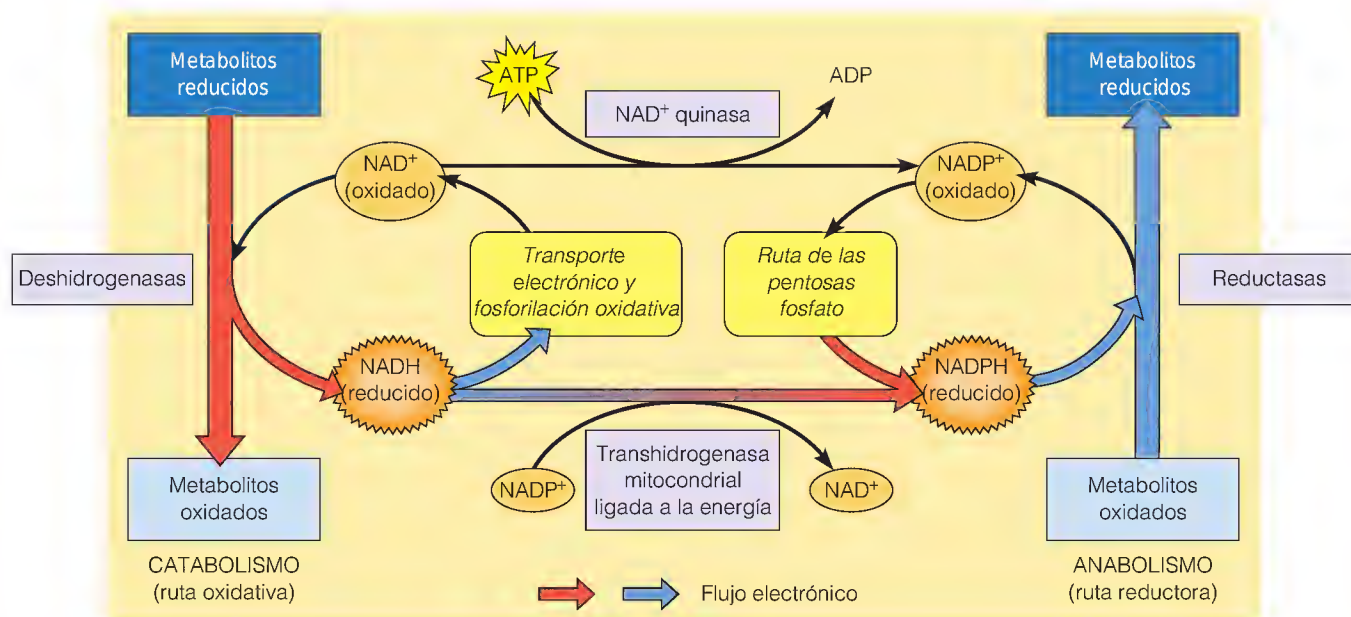 Metabolitos
reducidos
ATP
ADP
Metabolitos
reducidos
NAD⁺ quinasa
NAD⁺
(oxidado)
NADP⁺
(oxidado)
Deshidrogenasas
Transporte
electrónico y
fosforilación oxidativa
Ruta de las
pentosas
fosfato
Reductasas
NADH
(reducido)
NADPH
(reducido)
Metabolitos
oxidados
NADP⁺
Transhidrogenasa
mitocondrial
ligada a la energía
NAD⁺
Metabolitos
oxidados
CATABOLISMO
(ruta oxidativa)
Flujo electrónico
ANABOLISMO
(ruta reductora)